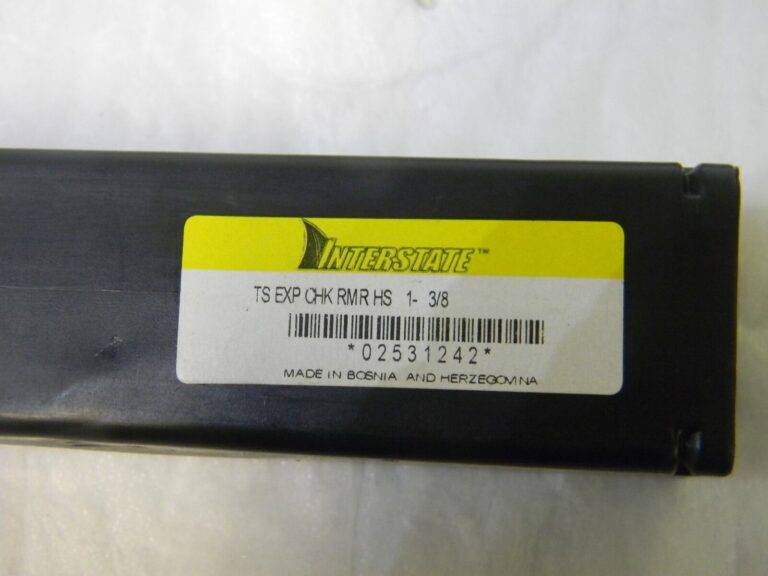 INTERSTATE™
TS EXP CHK RMR HS 1- 3/8
*02531242*
MADE IN BOSNIA AND HERZEGOVINA